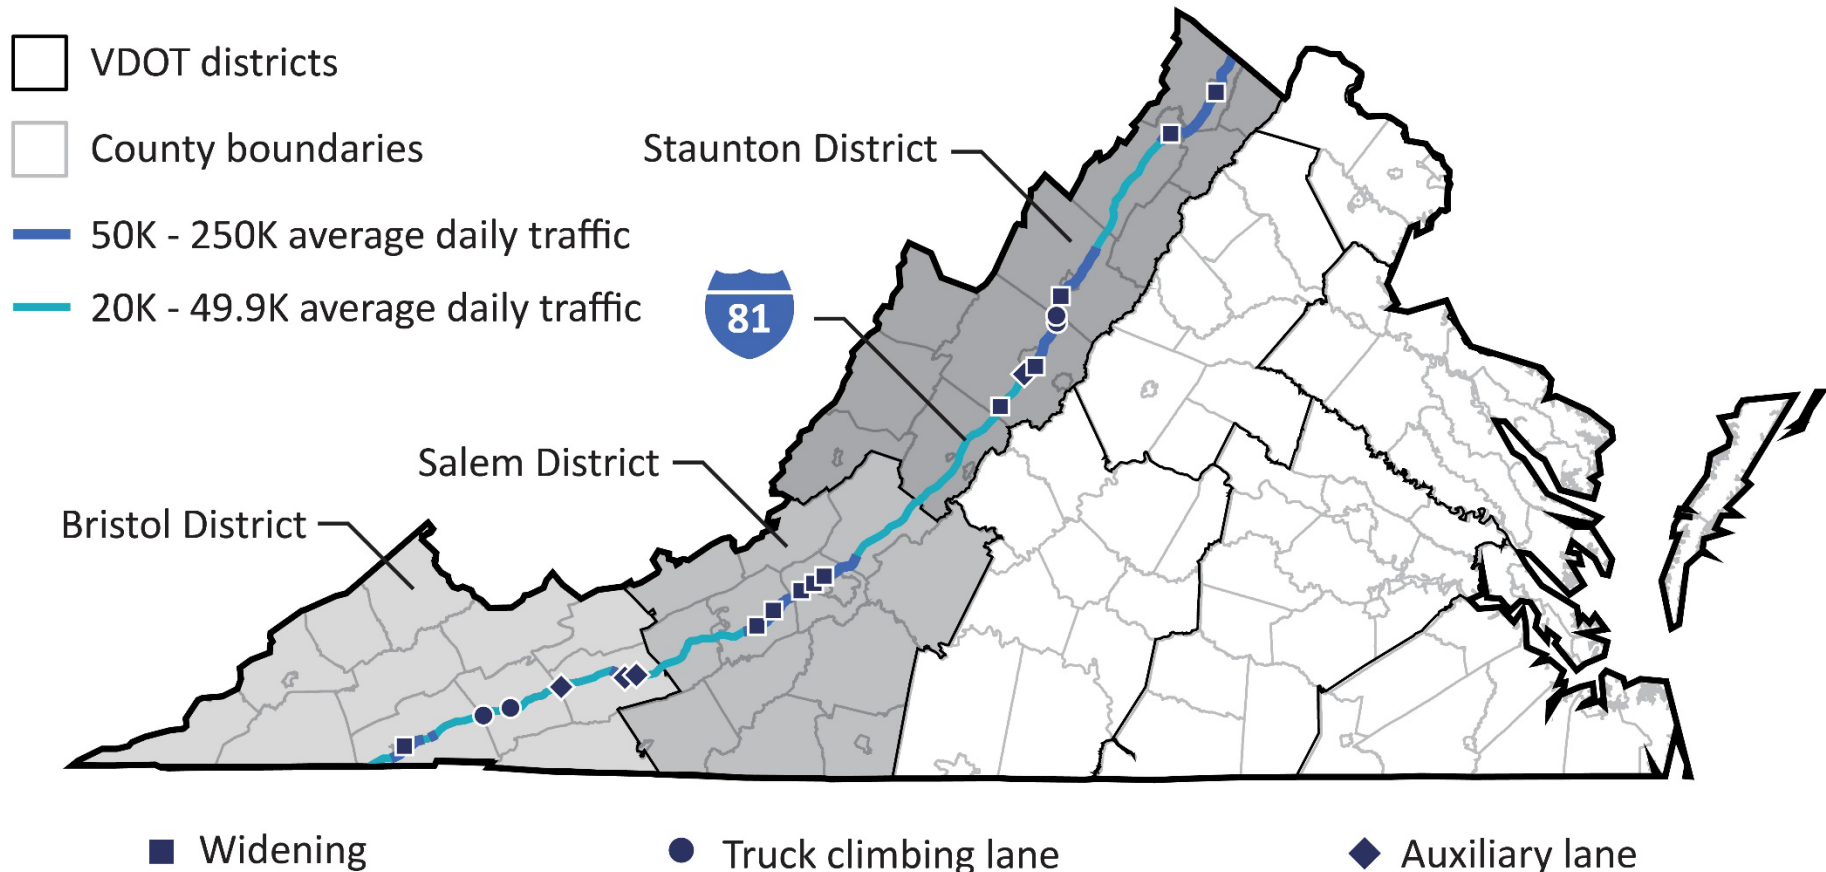 VDOT districts
County boundaries
50K - 250K average daily traffic
20K - 49.9K average daily traffic
Staunton District
81
Salem District
Bristol District
Widening
Truck climbing lane
Auxiliary lane